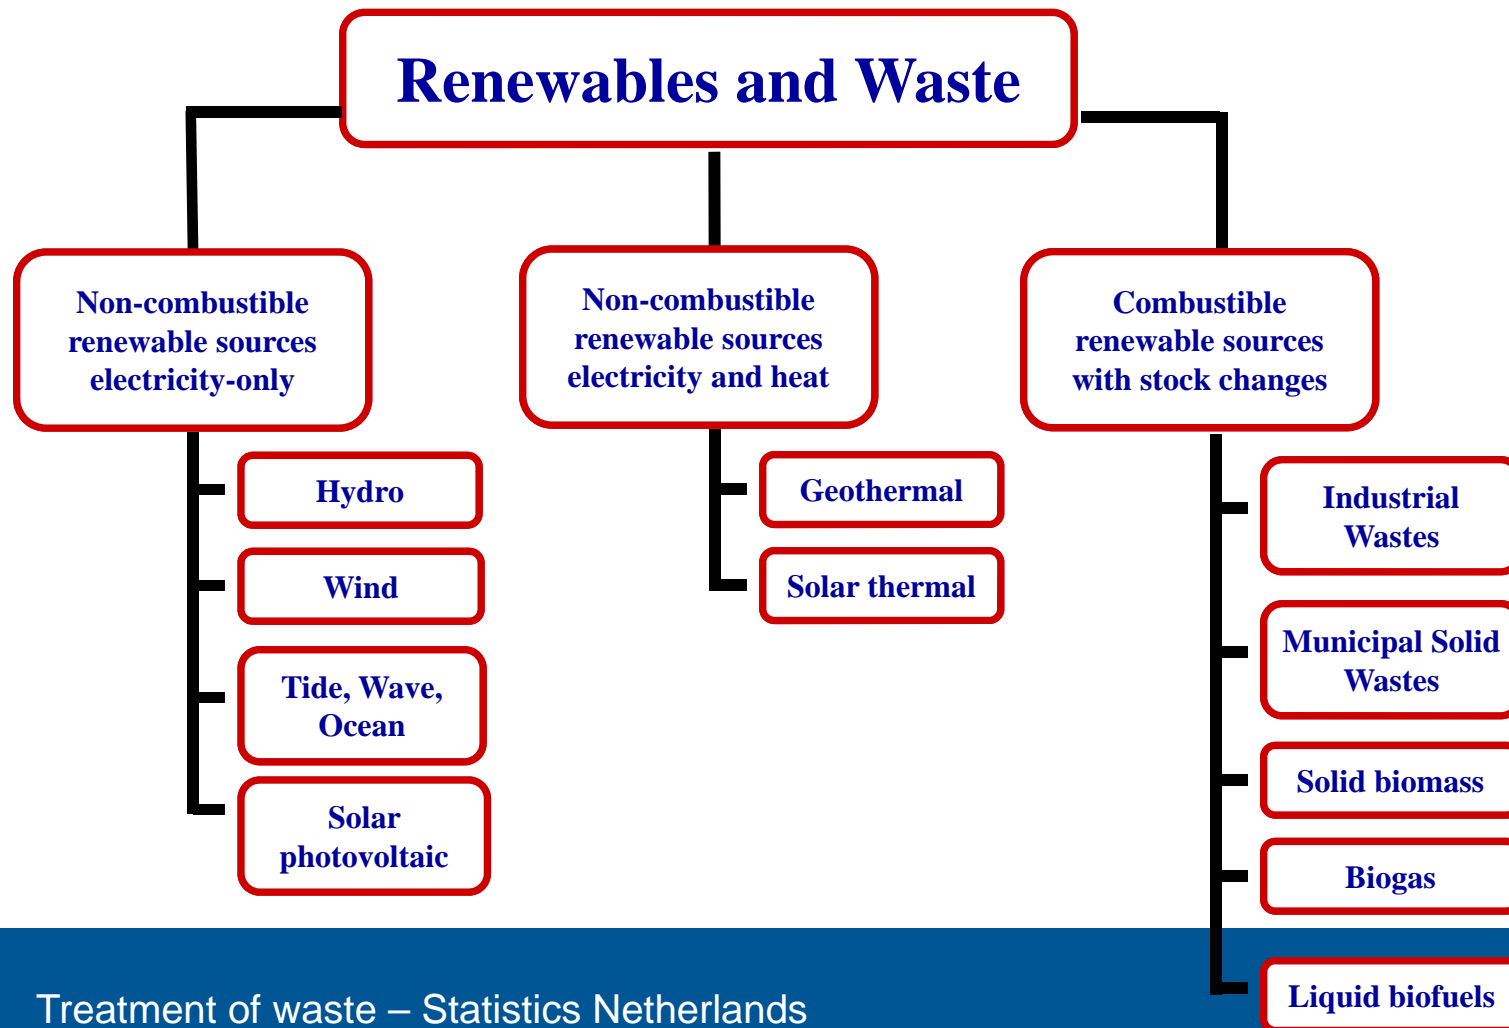 Renewables and Waste
Non-combustible
renewable sources
electricity-only
Non-combustible
renewable sources
electricity and heat
Combustible
renewable sources
with stock changes
Hydro
Wind
Tide, Wave,
Ocean
Solar
photovoltaic
Geothermal
Solar thermal
Industrial
Wastes
Municipal Solid
Wastes
Solid biomass
Biogas
Liquid biofuels
Treatment of waste – Statistics Netherlands